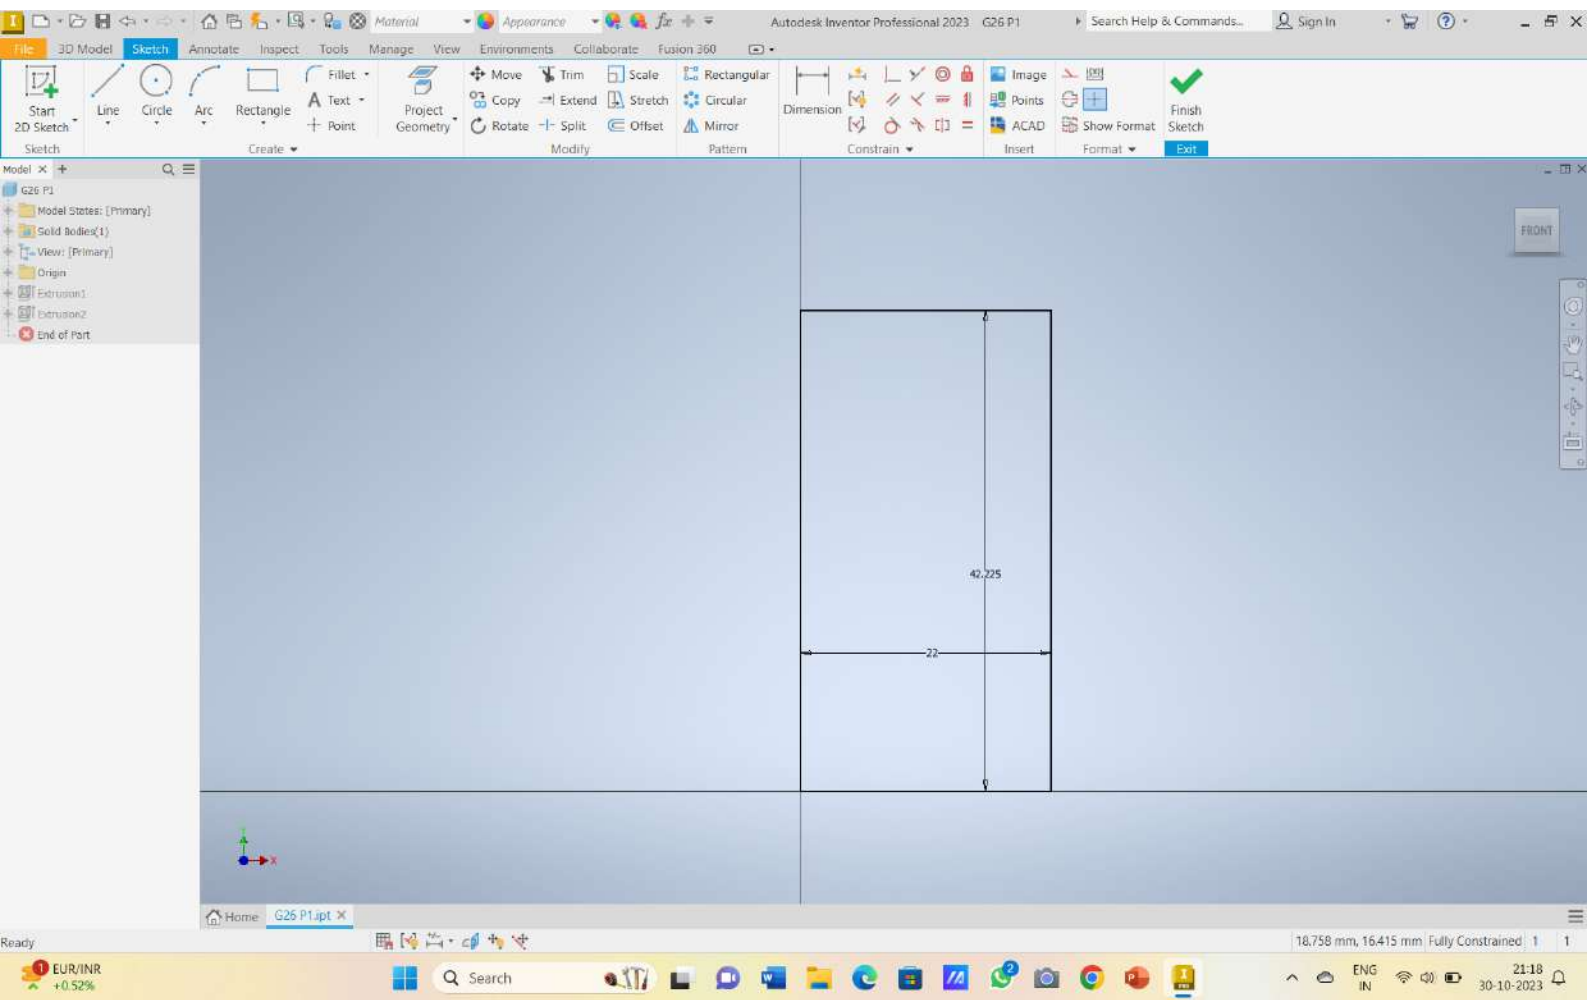 Material
Appearance
Autodesk Inventor Professional 2023 G26 P1
Search Help & Commands...
Sign In
File 3D Model Sketch Annotate Inspect Tools Manage View Environments Collaborate Fusion 360
Start
2D Sketch
Line
Circle
Arc
Rectangle
Fillet
Text
Point
Project
Geometry
Move
Copy
Rotate
Trim
Extend
Split
Scale
Stretch
Offset
Rectangular
Circular
Mirror
Dimension
Image
Points
ACAD
Show Format
Finish
Sketch
Sketch
Create
Modify
Pattern
Constrain
Insert
Format
Exit
Model
G26 P1
Model States: [Primary]
Solid Bodies(1)
View: [Primary]
Origin
Extrusion1
Extrusion2
End of Part
FRONT
42.225
22
Y
X
Home
G26 P1.ipt
Ready
18.758 mm, 16.415 mm Fully Constrained 1 1
1
EUR/INR
+0.52%
Search
2
ENG
IN
21:18
30-10-2023